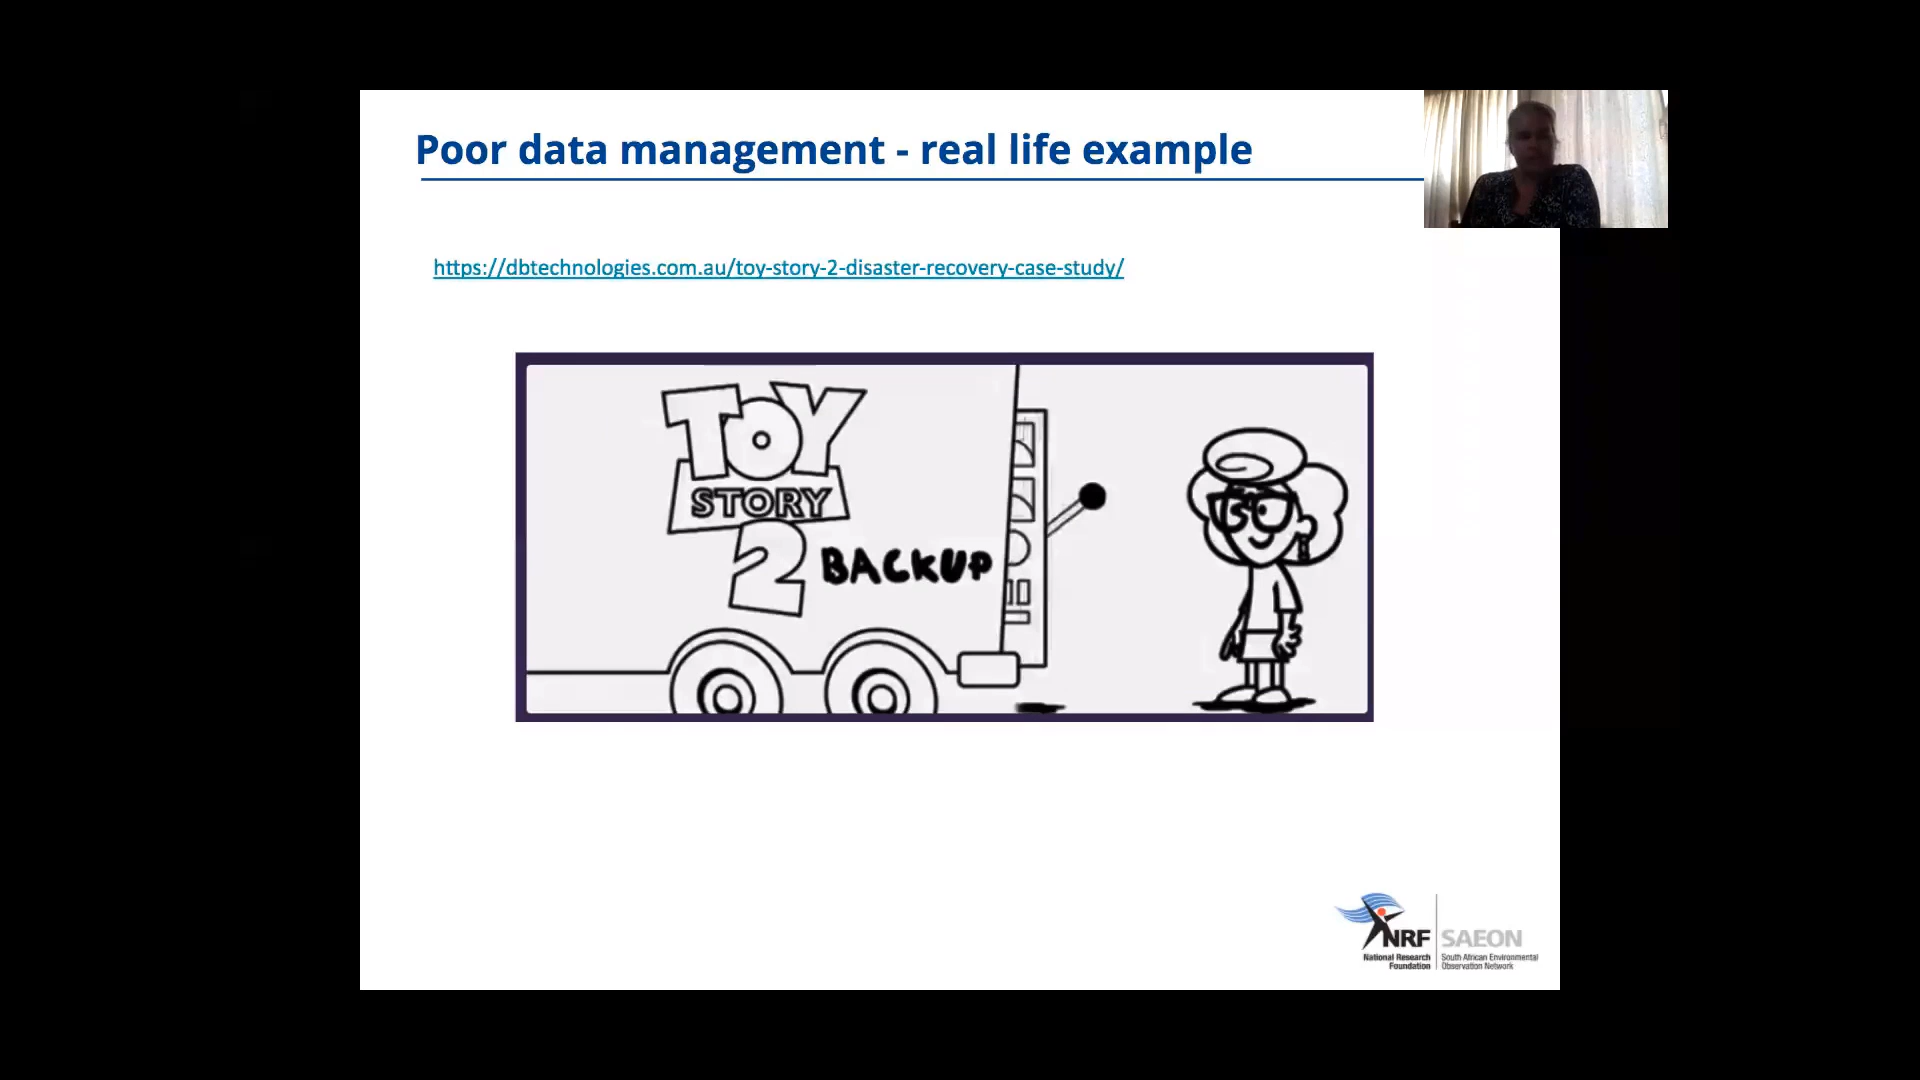 Poor data management - real life example
https://dbtechnologies.com.au/toy-story-2-disaster-recovery-case-study/
TOY
STORY
2 BACKUP
NRF
National Research
Foundation
SAEON
South African Environmental
Observation Network